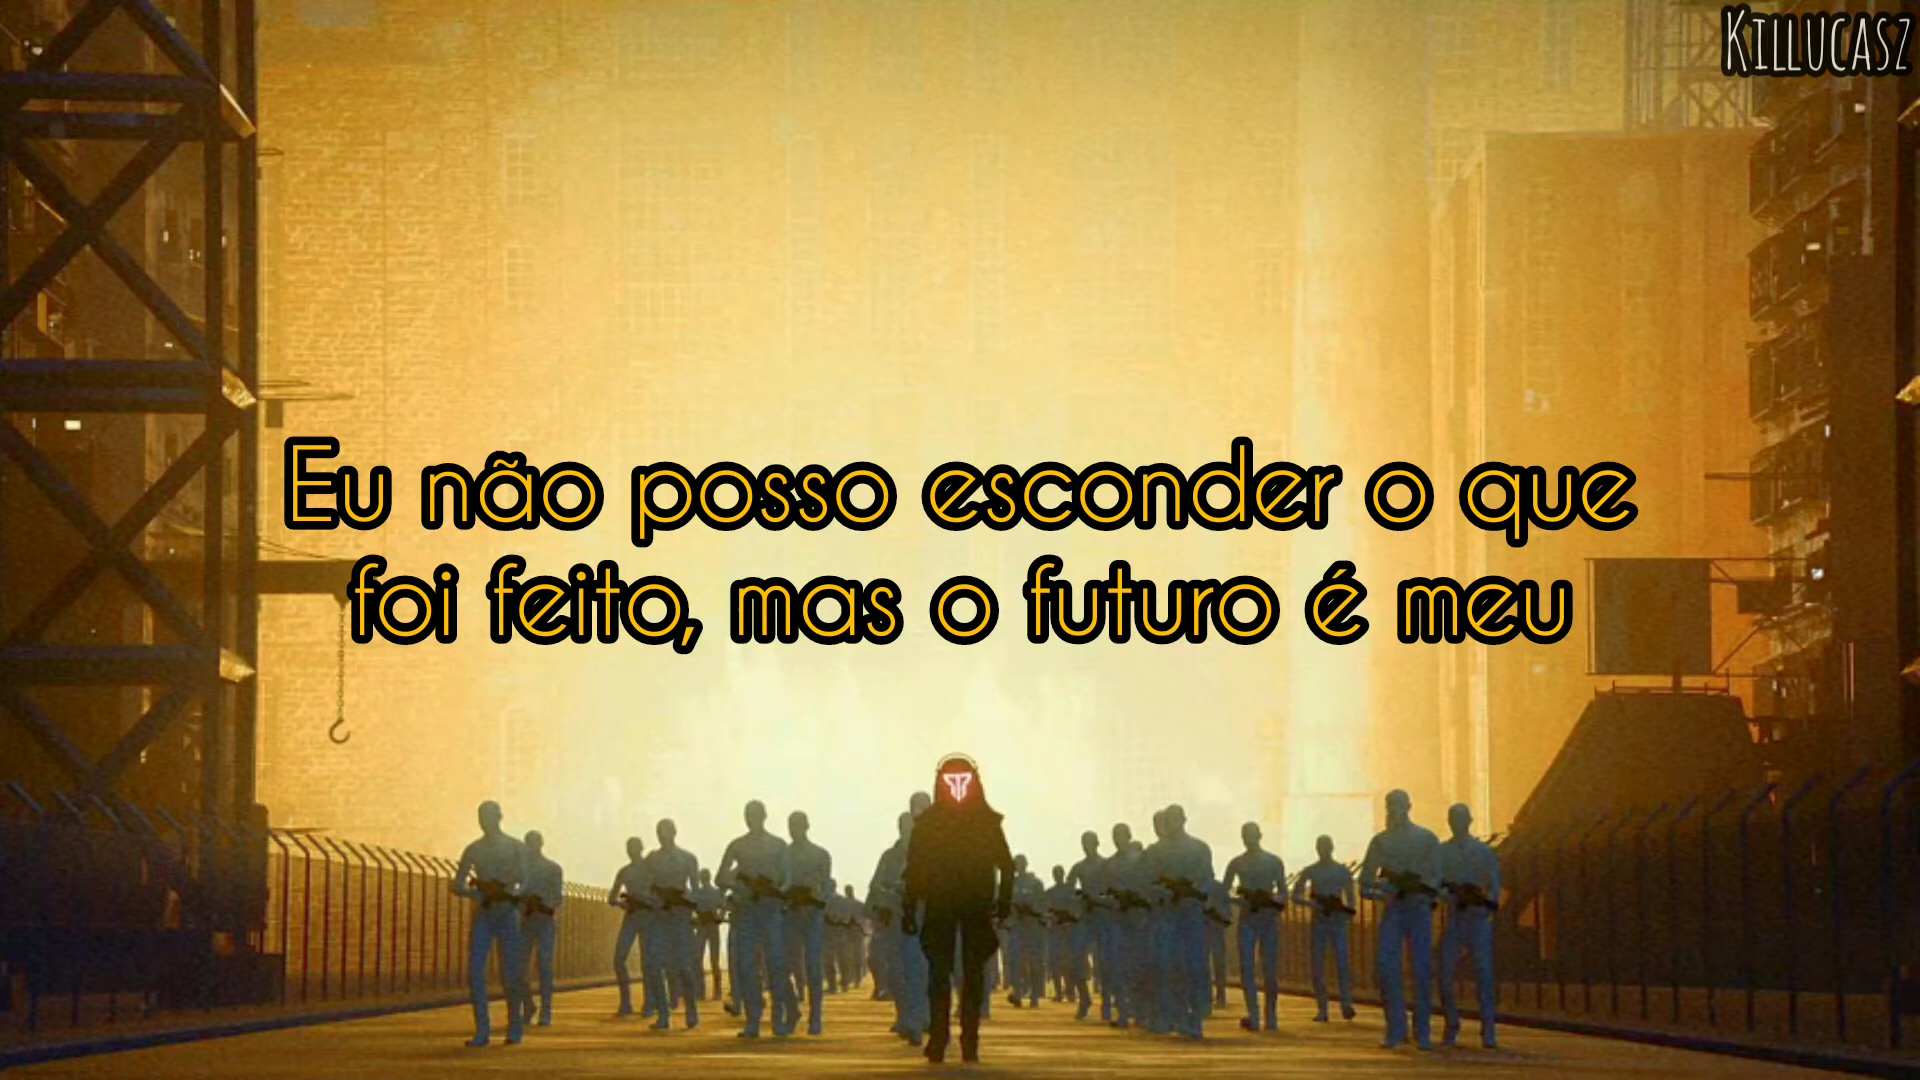 Killucasz
Eu não posso esconder o que
foi feito, mas o futuro é meu